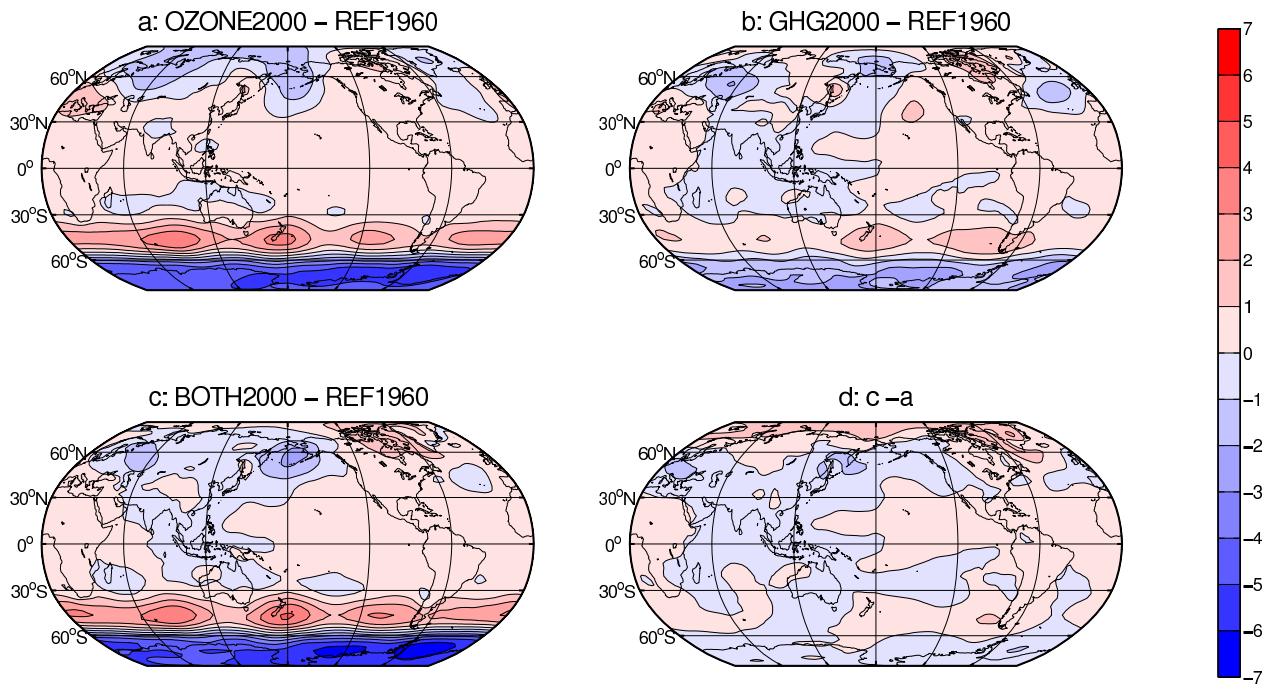 a: OZONE2000 – REF1960
b: GHG2000 – REF1960
60°N
30°N
0°
30°S
60°S
60°N
30°N
0°
30°S
60°S
c: BOTH2000 – REF1960
d: c –a
60°N
30°N
0°
30°S
60°S
60°N
30°N
0°
30°S
60°S
7
6
5
4
3
2
1
0
−1
−2
−3
−4
−5
−6
−7